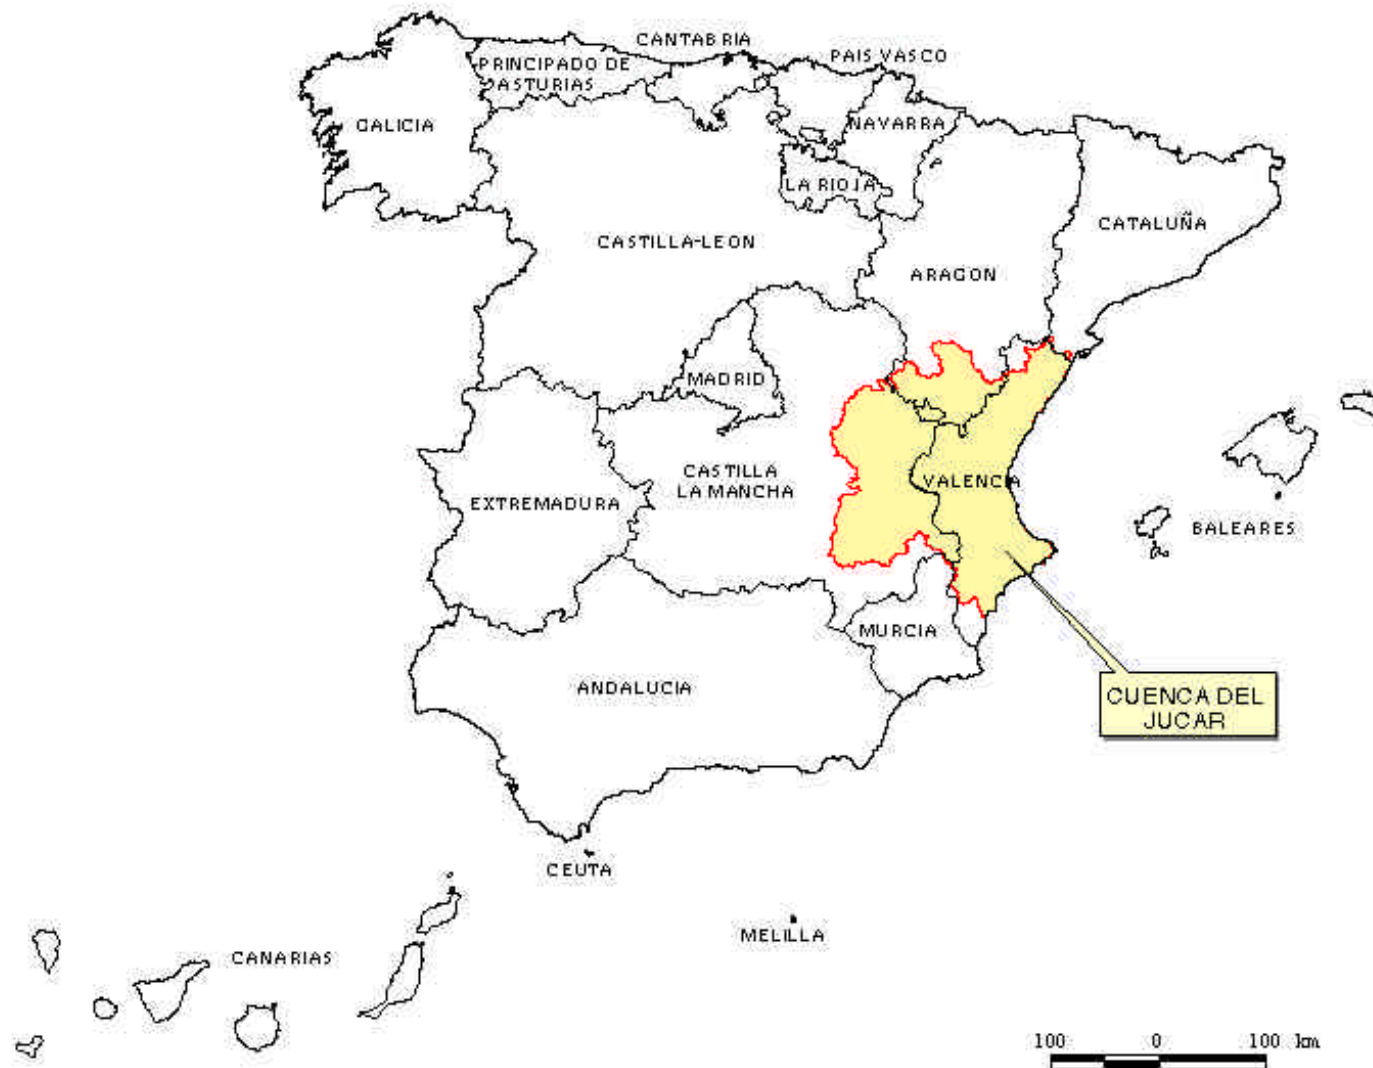 CANTABRIA
PAIS VASCO
PRINCIPADO DE
ASTURIAS
GALICIA
NAVARRA
LA RIOJA
CATALUÑA
CASTILLA-LEON
ARAGON
MADRID
CASTILLA
LA MANCHA
VALENCIA
EXTREMADURA
BALEARES
MURCIA
ANDALUCIA
CUENCA DEL
JUCAR
CEUTA
MELILLA
CANARIAS
100 0 100 km